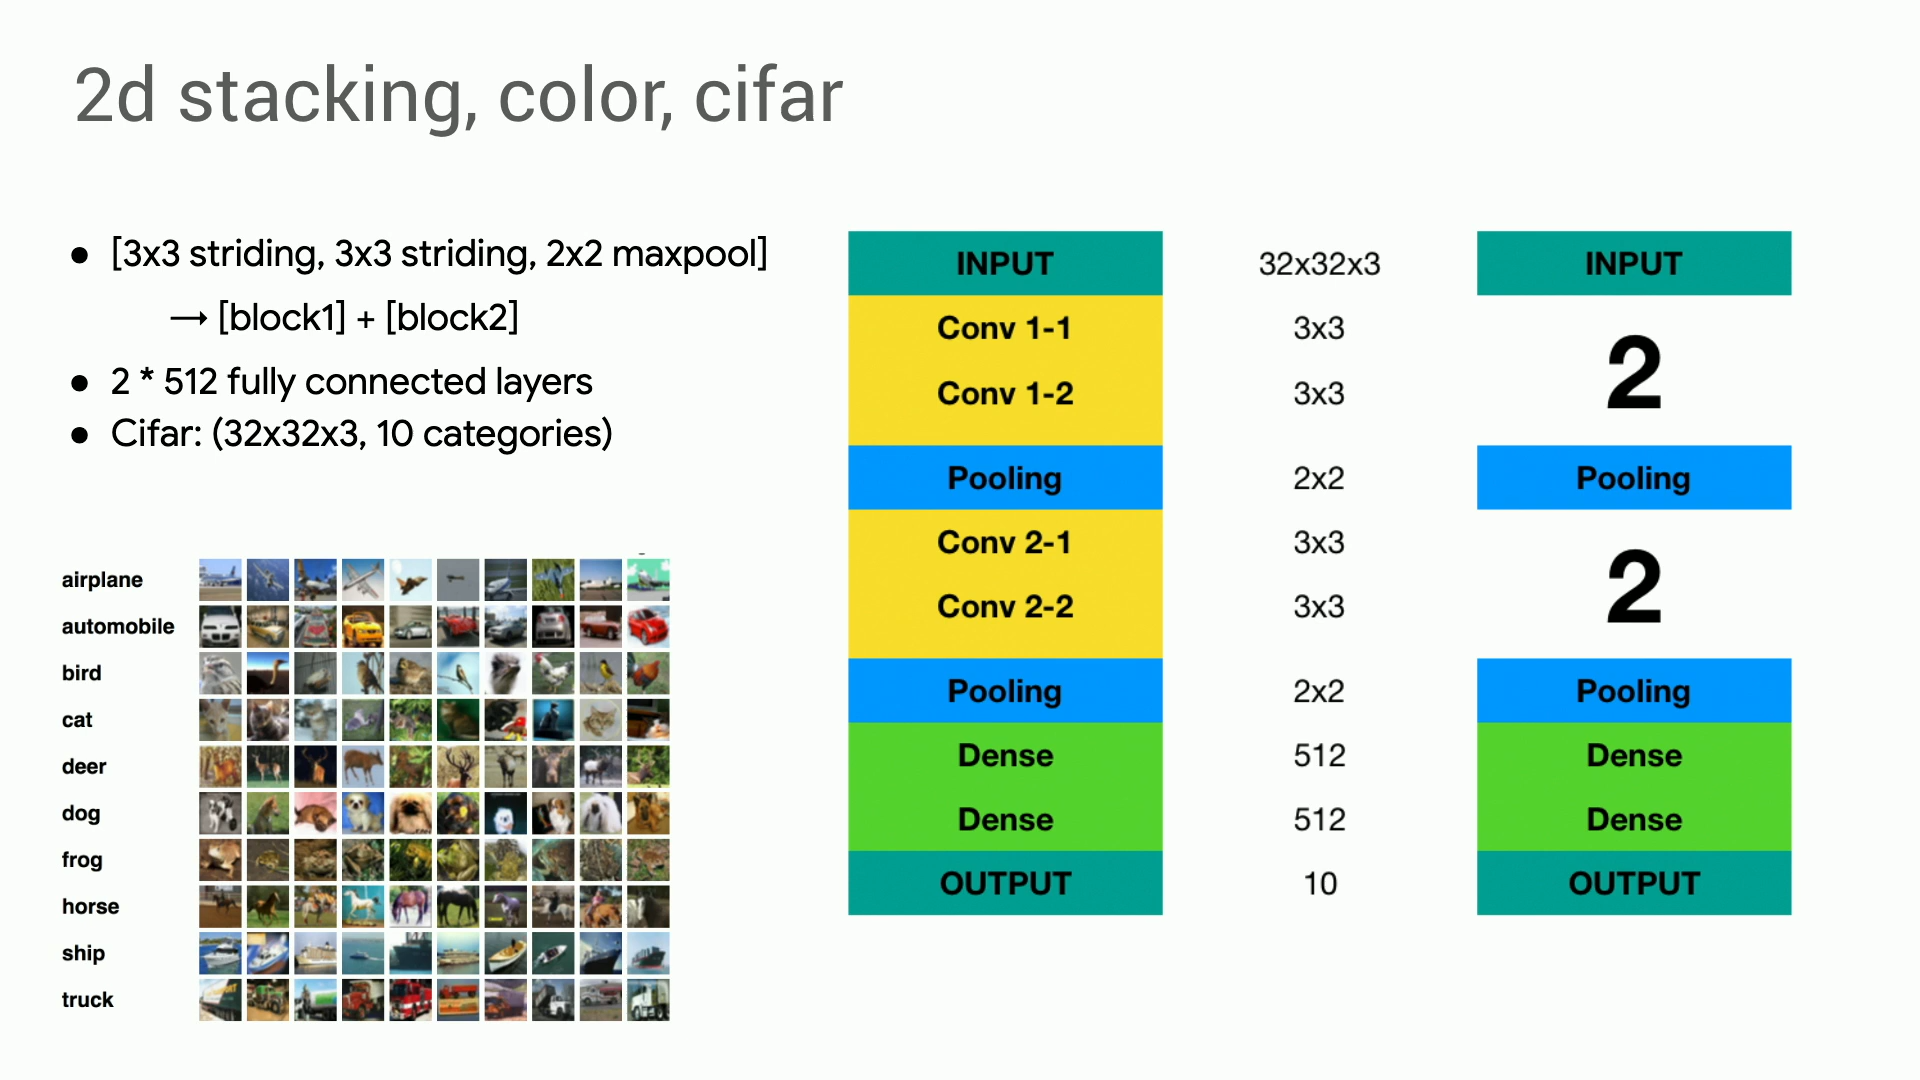 2d stacking, color, cifar
● [3x3 striding, 3x3 striding, 2x2 maxpool]
→ [block1] + [block2]
● 2 * 512 fully connected layers
● Cifar: (32x32x3, 10 categories)
airplane
automobile
bird
cat
deer
dog
frog
horse
ship
truck
INPUT 32x32x3 INPUT
Conv 1-1 3x3
2
Conv 1-2 3x3
Pooling 2x2 Pooling
Conv 2-1 3x3
2
Conv 2-2 3x3
Pooling 2x2 Pooling
Dense 512 Dense
Dense 512 Dense
OUTPUT 10 OUTPUT